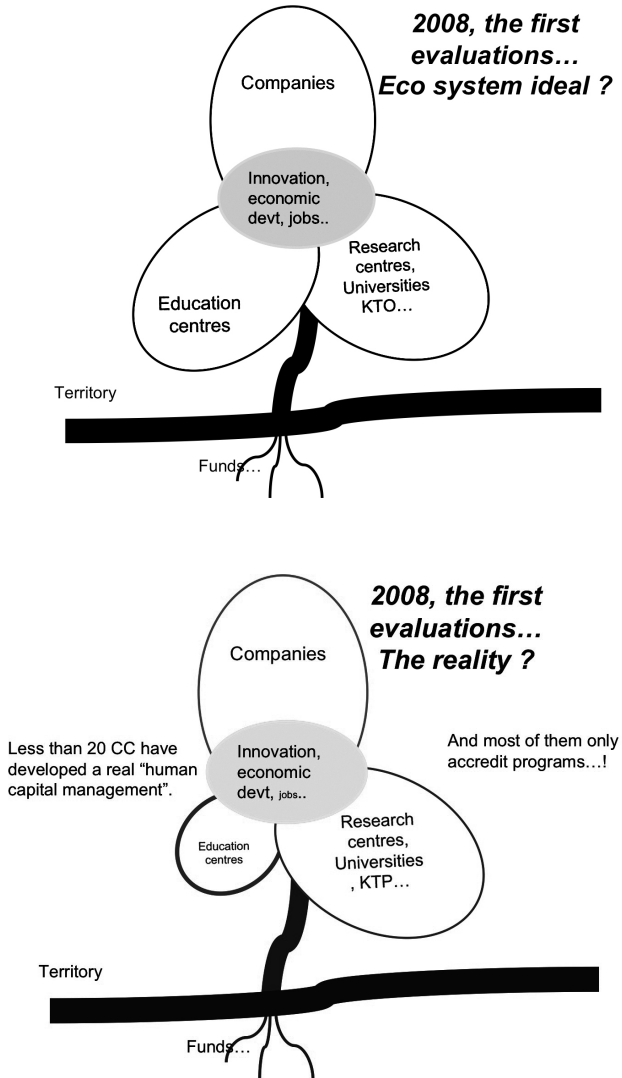 2008, the first
evaluations…
Eco system ideal ?
Companies
Innovation,
economic
devt, jobs..
Research
centres,
Universities
KTO…
Education
centres
Territory
Funds…
2008, the first
evaluations…
The reality ?
Companies
Less than 20 CC have
developed a real “human
capital management”.
And most of them only
accredit programs…!
Innovation,
economic
devt, jobs..
Research
centres,
Universities
, KTP…
Education
centres
Territory
Funds…